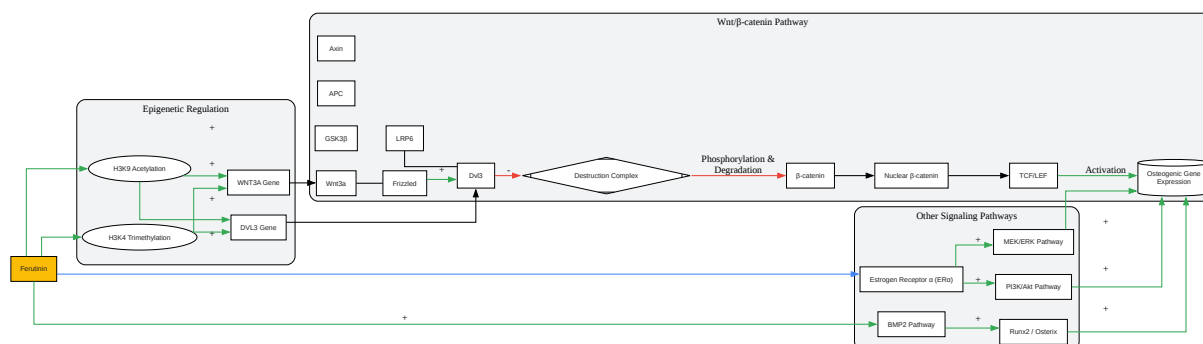 Wnt/β-catenin Pathway
Axin
APC
GSK3β
LRP6
Wnt3a
Frizzled
+
Dvl3
-
Destruction Complex
Phosphorylation &
Degradation
β-catenin
Nuclear β-catenin
TCF/LEF
Activation
Osteogenic Gene
Expression
Epigenetic Regulation
+
H3K9 Acetylation
+
WNT3A Gene
+
DVL3 Gene
H3K4 Trimethylation
+
Ferutinin
Other Signaling Pathways
+
MEK/ERK Pathway
+
Estrogen Receptor α (ERα)
+
PI3K/Akt Pathway
+
+
BMP2 Pathway
+
Runx2 / Osterix
+